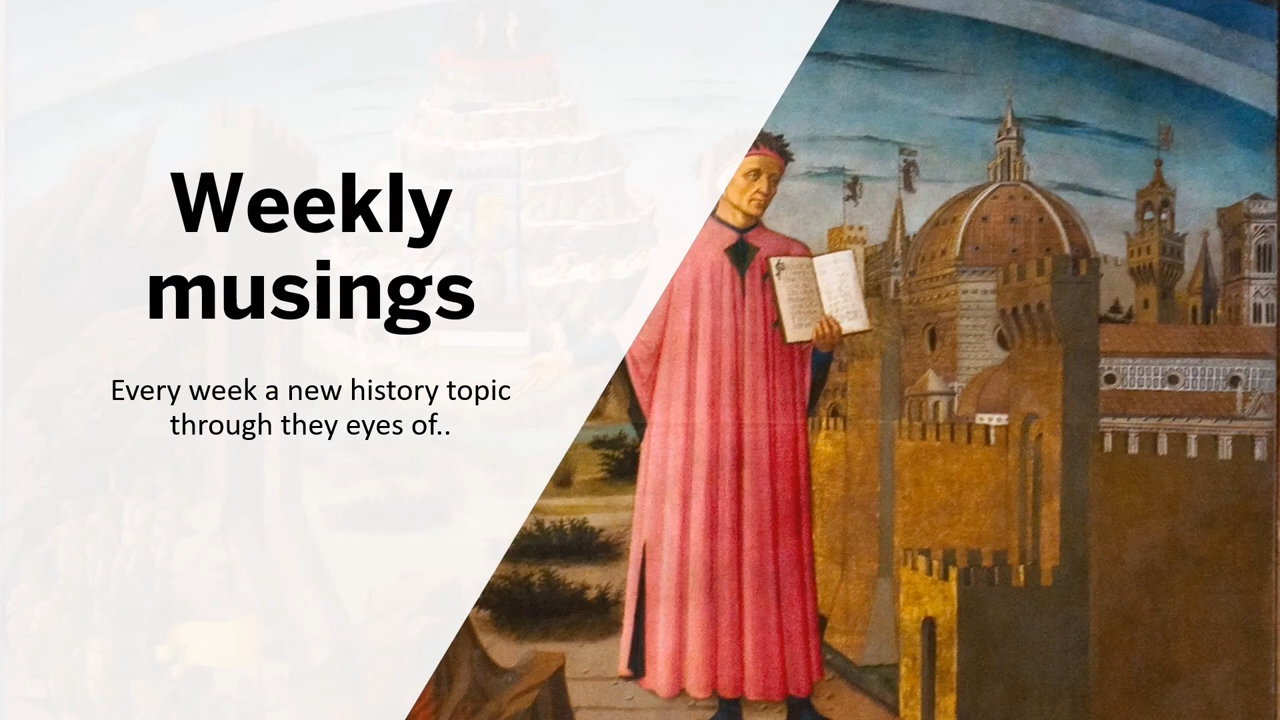 Weekly
musings
Every week a new history topic
through they eyes of..